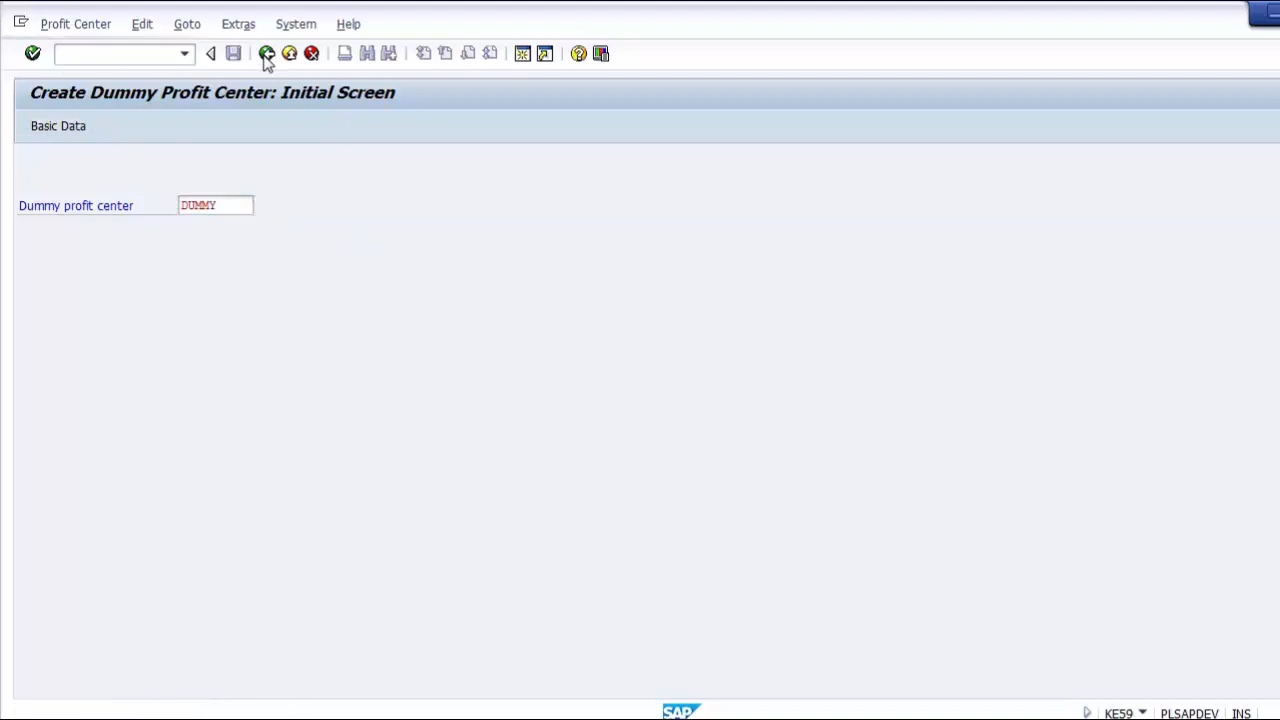 Profit Center Edit Goto Extras System Help
Create Dummy Profit Center: Initial Screen
Basic Data
Dummy profit center DUMMY
SAP KE59 PLSAPDEV INS